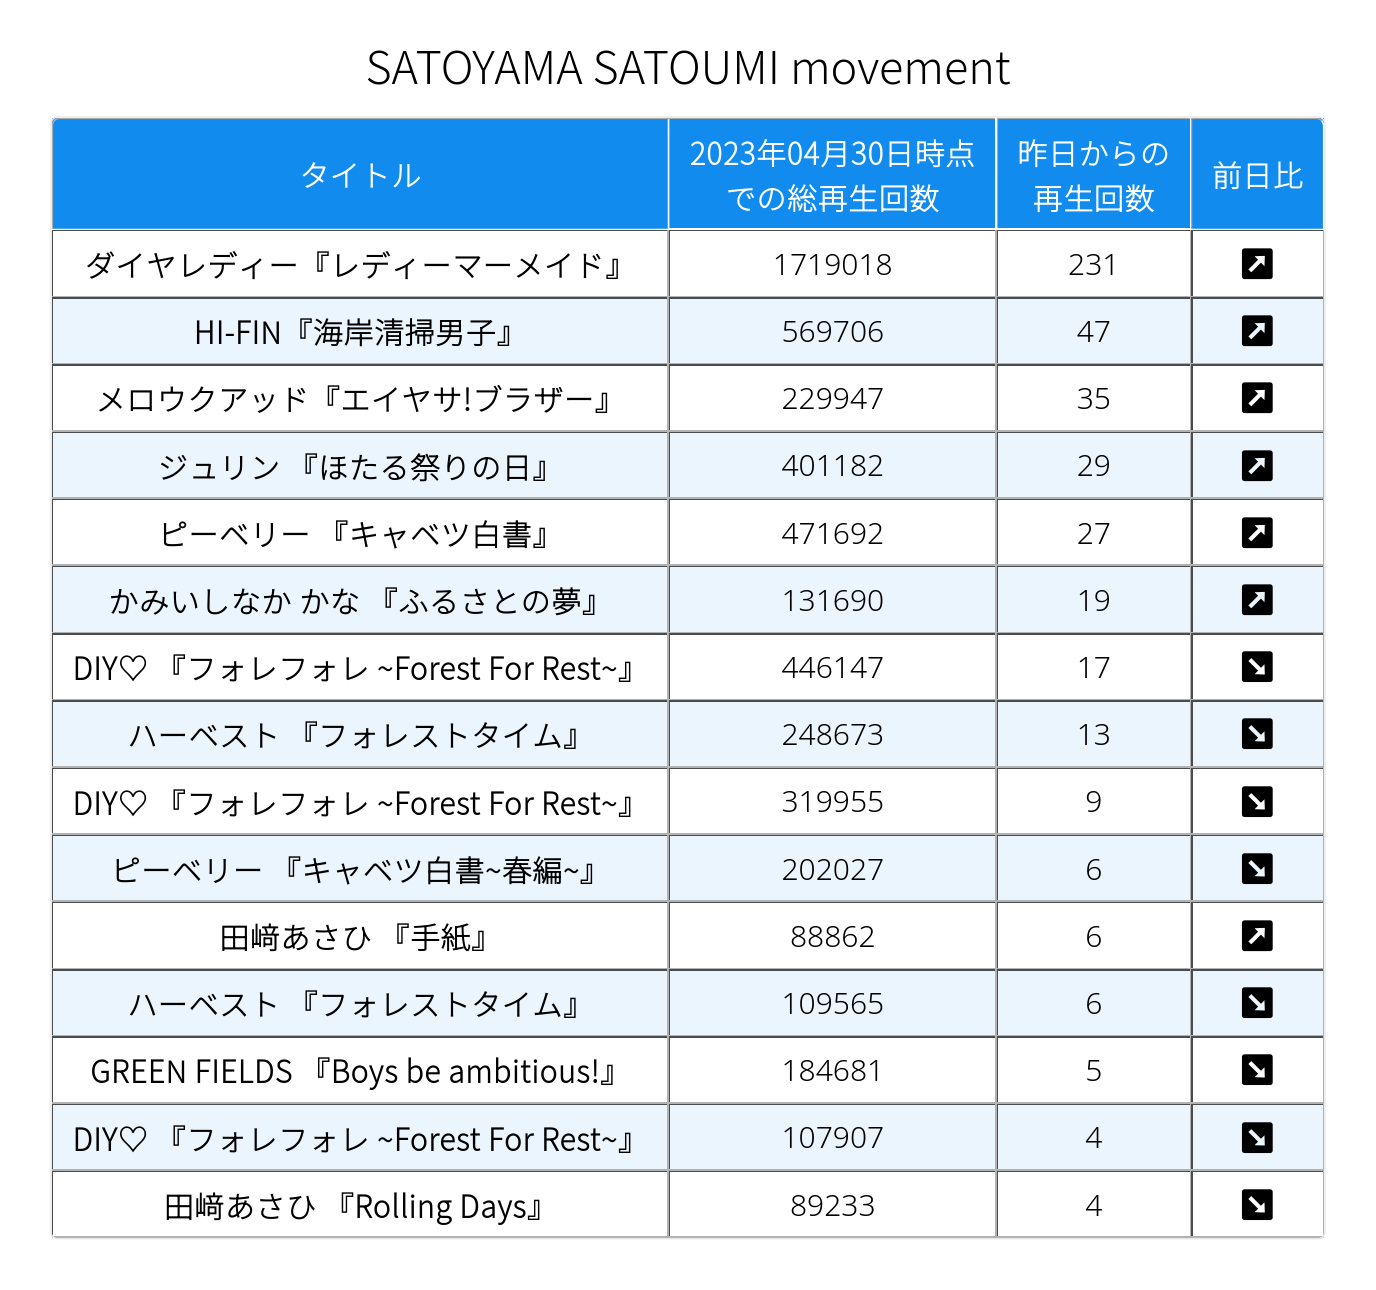 SATOYAMA SATOUMI movement
タイトル 2023年04月30日時点での総再生回数 昨日からの再生回数 前日比
ダイヤレディー『レディーマーメイド』 1719018 231 ↗
HI-FIN『海岸清掃男子』 569706 47 ↗
メロウクアッド『エイヤサ!ブラザー』 229947 35 ↗
ジュリン 『ほたる祭りの日』 401182 29 ↗
ピーベリー 『キャベツ白書』 471692 27 ↗
かみいしなか かな 『ふるさとの夢』 131690 19 ↗
DIY♡ 『フォレフォレ ~Forest For Rest~』 446147 17 ↘
ハーベスト 『フォレストタイム』 248673 13 ↘
DIY♡ 『フォレフォレ ~Forest For Rest~』 319955 9 ↘
ピーベリー 『キャベツ白書~春編~』 202027 6 ↘
田﨑あさひ 『手紙』 88862 6 ↗
ハーベスト 『フォレストタイム』 109565 6 ↘
GREEN FIELDS 『Boys be ambitious!』 184681 5 ↘
DIY♡ 『フォレフォレ ~Forest For Rest~』 107907 4 ↘
田﨑あさひ 『Rolling Days』 89233 4 ↘